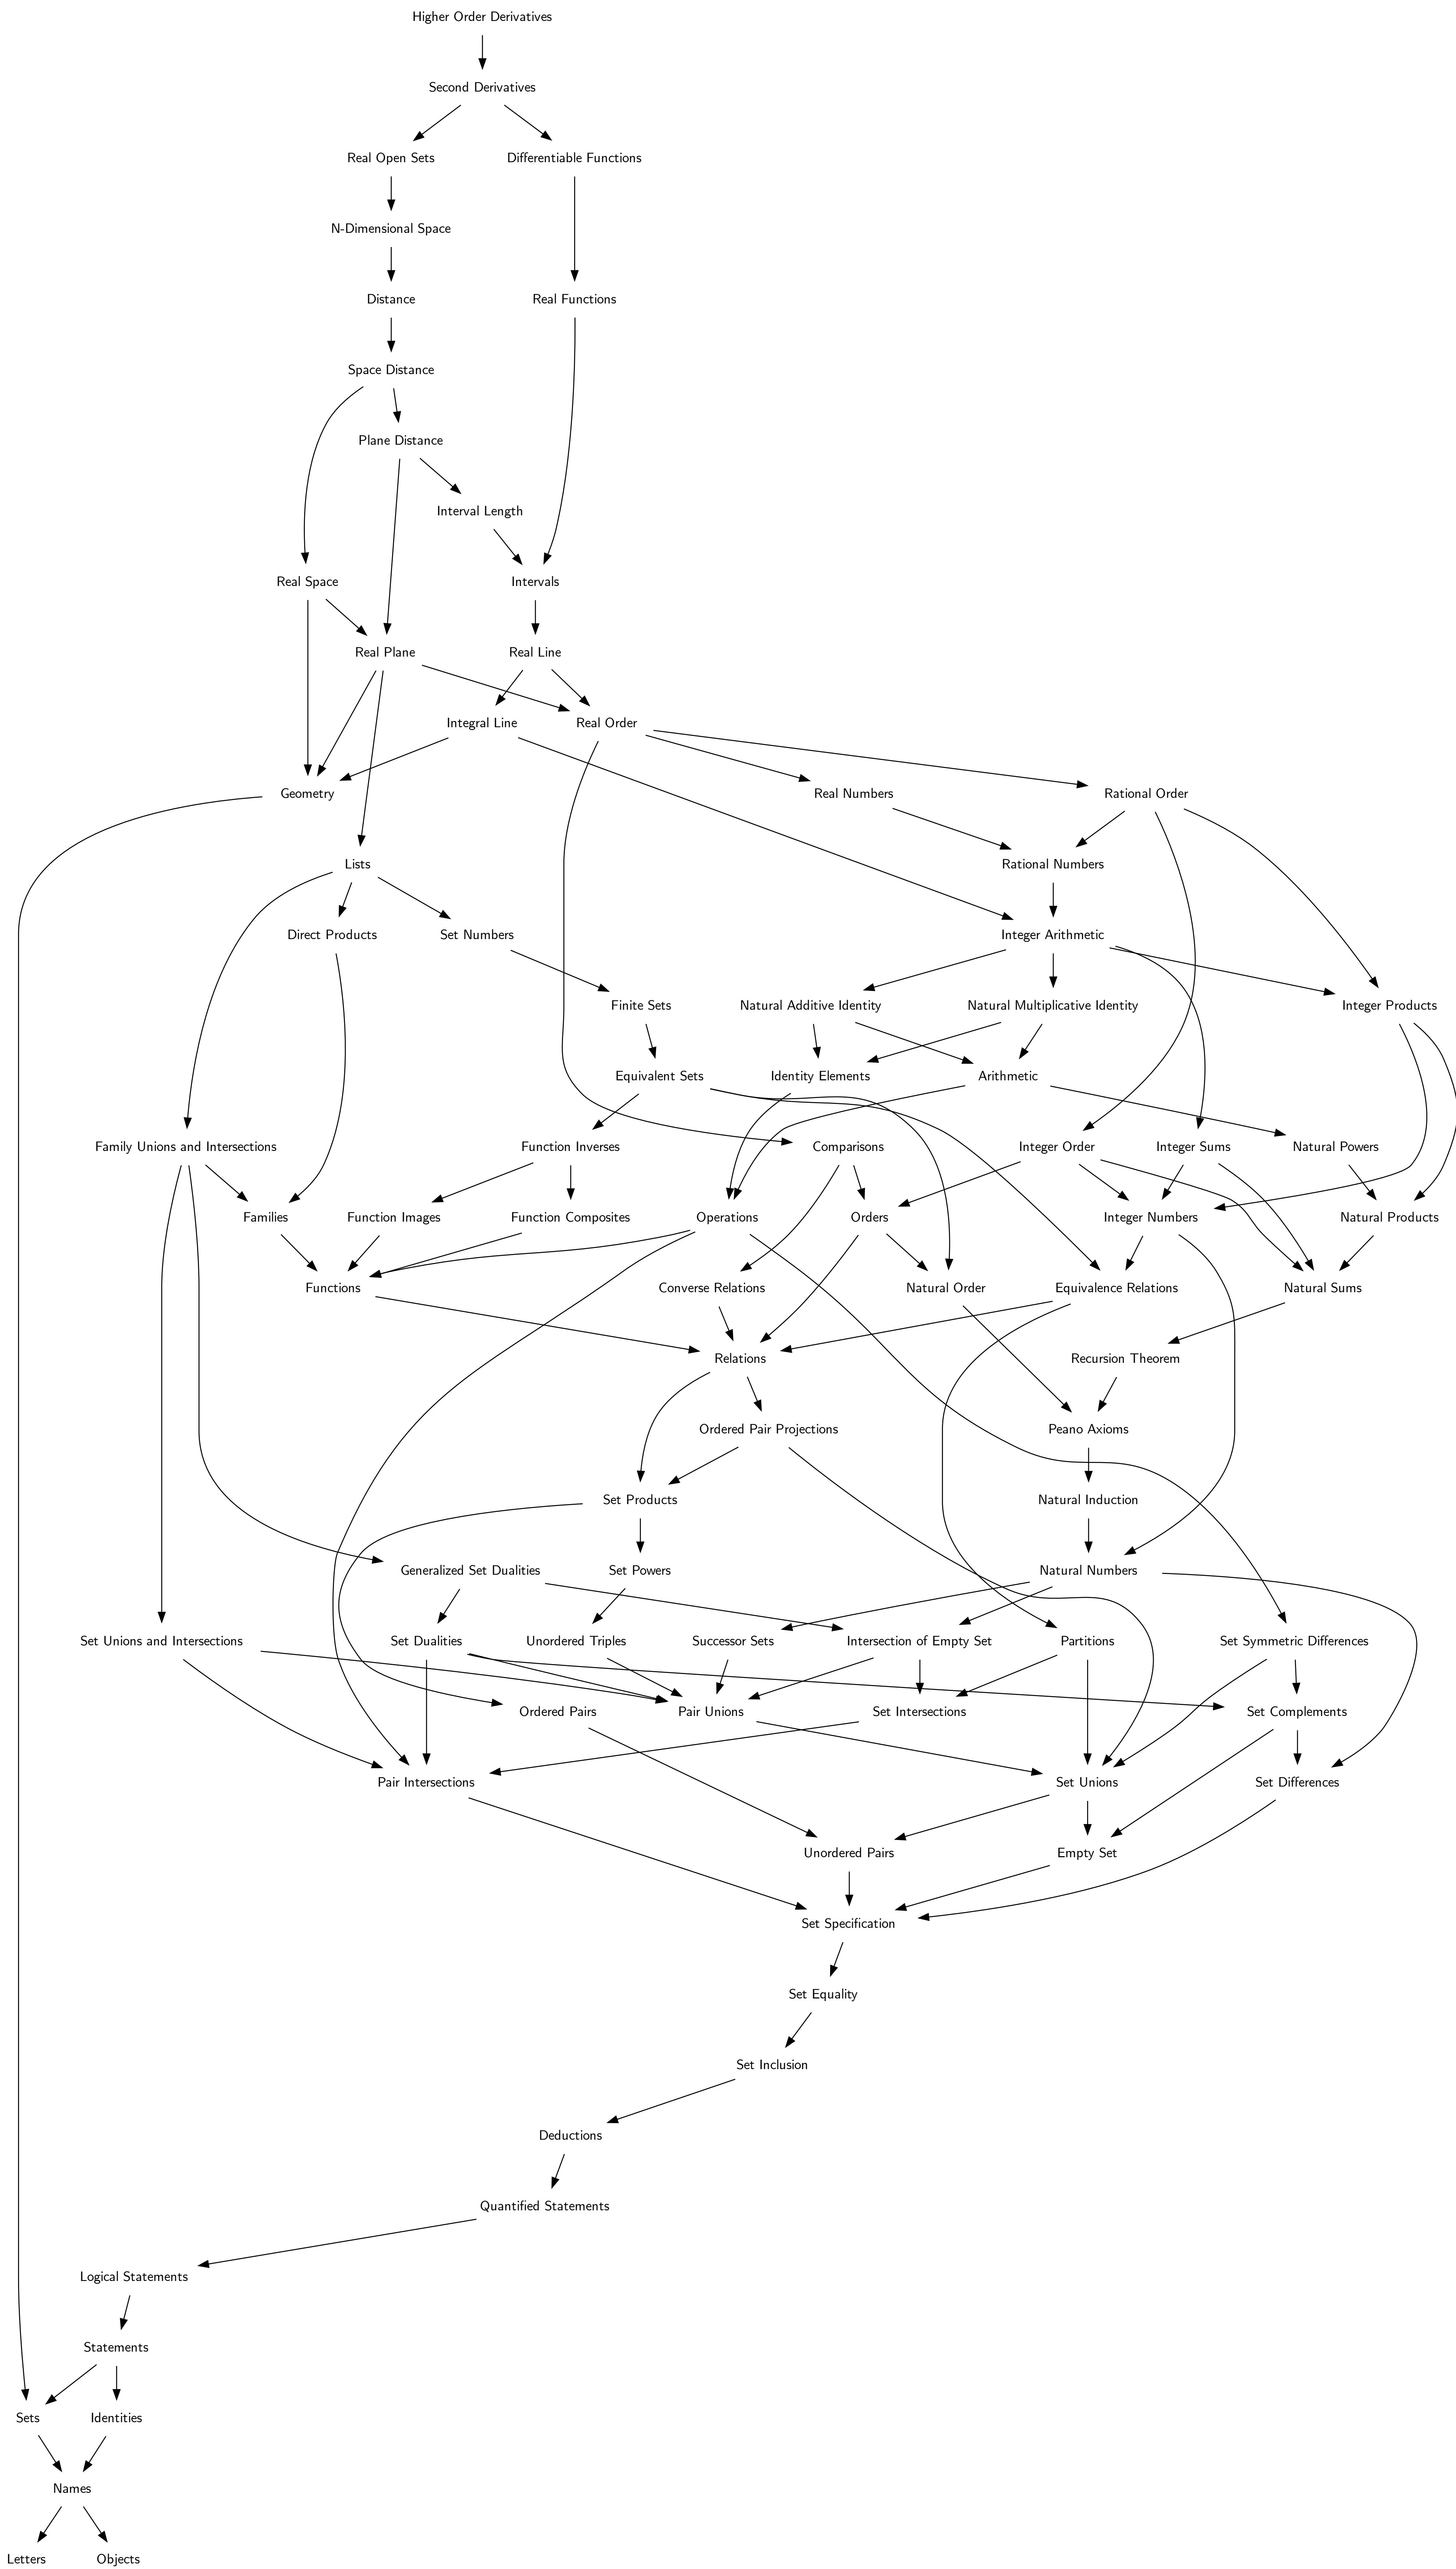 Higher Order Derivatives
Second Derivatives
Real Open Sets
Differentiable Functions
N-Dimensional Space
Distance
Real Functions
Space Distance
Plane Distance
Interval Length
Real Space
Intervals
Real Plane
Real Line
Integral Line
Real Order
Geometry
Real Numbers
Rational Order
Lists
Rational Numbers
Direct Products
Set Numbers
Integer Arithmetic
Finite Sets
Natural Additive Identity
Natural Multiplicative Identity
Integer Products
Equivalent Sets
Identity Elements
Arithmetic
Family Unions and Intersections
Function Inverses
Comparisons
Integer Order
Integer Sums
Natural Powers
Families
Function Images
Function Composites
Operations
Orders
Integer Numbers
Natural Products
Functions
Converse Relations
Natural Order
Equivalence Relations
Natural Sums
Relations
Recursion Theorem
Ordered Pair Projections
Peano Axioms
Set Products
Natural Induction
Generalized Set Dualities
Set Powers
Natural Numbers
Set Unions and Intersections
Set Dualities
Unordered Triples
Successor Sets
Intersection of Empty Set
Partitions
Set Symmetric Differences
Ordered Pairs
Pair Unions
Set Intersections
Set Complements
Pair Intersections
Set Unions
Set Differences
Unordered Pairs
Empty Set
Set Specification
Set Equality
Set Inclusion
Deductions
Quantified Statements
Logical Statements
Statements
Sets
Identities
Names
Letters
Objects